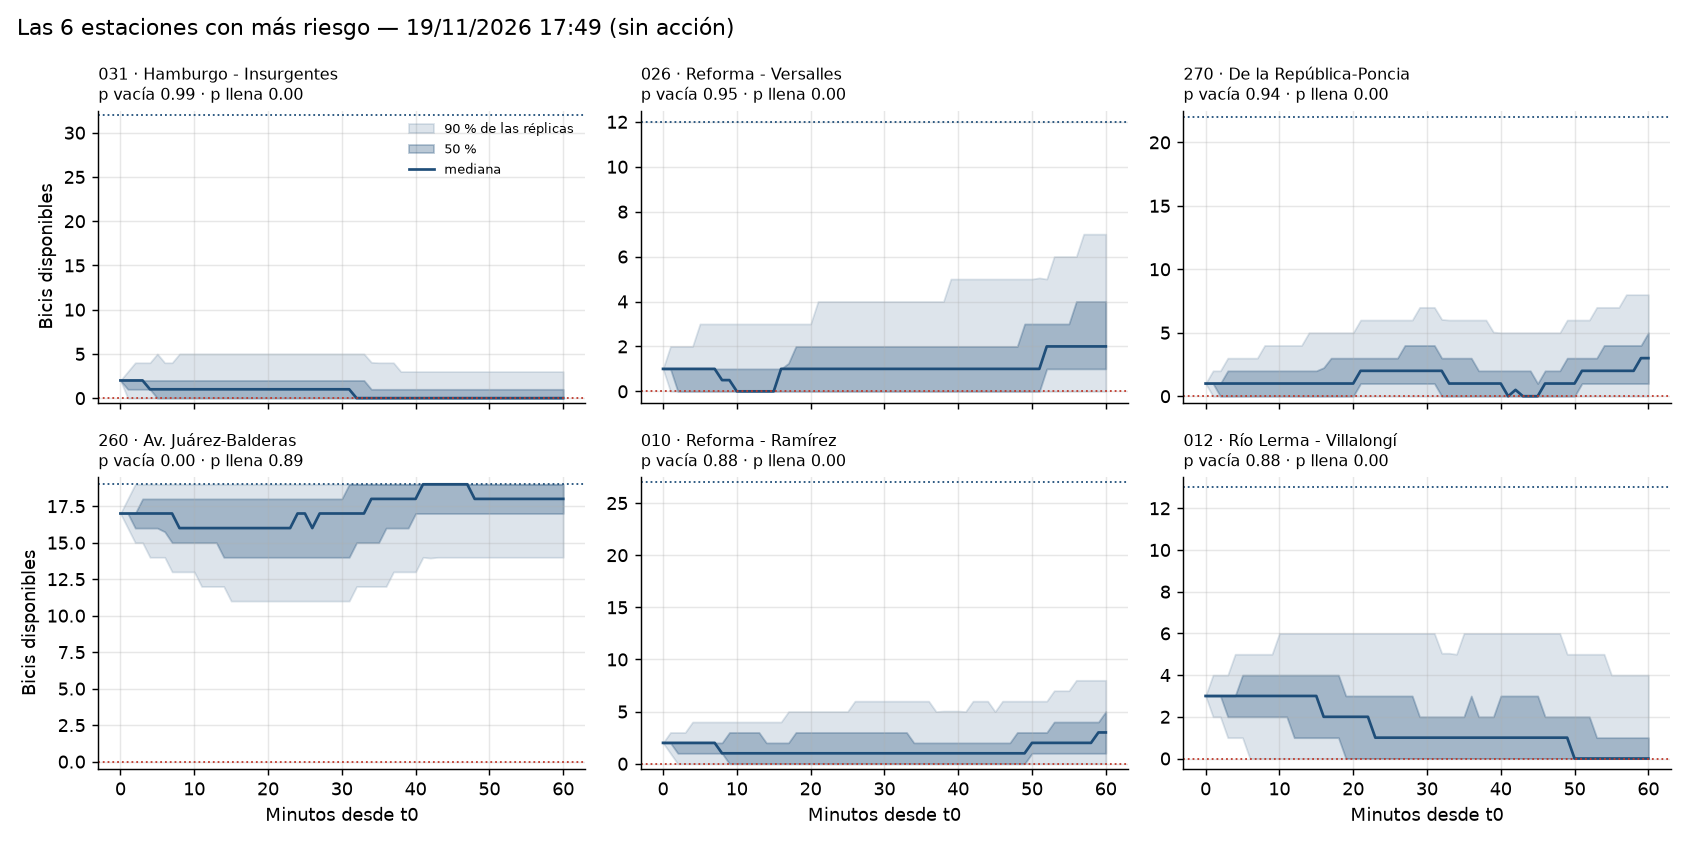 Las 6 estaciones con más riesgo — 19/11/2026 17:49 (sin acción)
031 · Hamburgo - Insurgentes
p vacía 0.99 · p llena 0.00
90 % de las réplicas
50 %
mediana
30
25
20
15
10
5
0
Bicis disponibles
026 · Reforma - Versalles
p vacía 0.95 · p llena 0.00
12
10
8
6
4
2
0
270 · De la República-Poncia
p vacía 0.94 · p llena 0.00
20
15
10
5
0
260 · Av. Juárez-Balderas
p vacía 0.00 · p llena 0.89
17.5
15.0
12.5
10.0
7.5
5.0
2.5
0.0
Bicis disponibles
0 10 20 30 40 50 60
Minutos desde t0
010 · Reforma - Ramírez
p vacía 0.88 · p llena 0.00
25
20
15
10
5
0
0 10 20 30 40 50 60
Minutos desde t0
012 · Río Lerma - Villalongí
p vacía 0.88 · p llena 0.00
12
10
8
6
4
2
0
0 10 20 30 40 50 60
Minutos desde t0